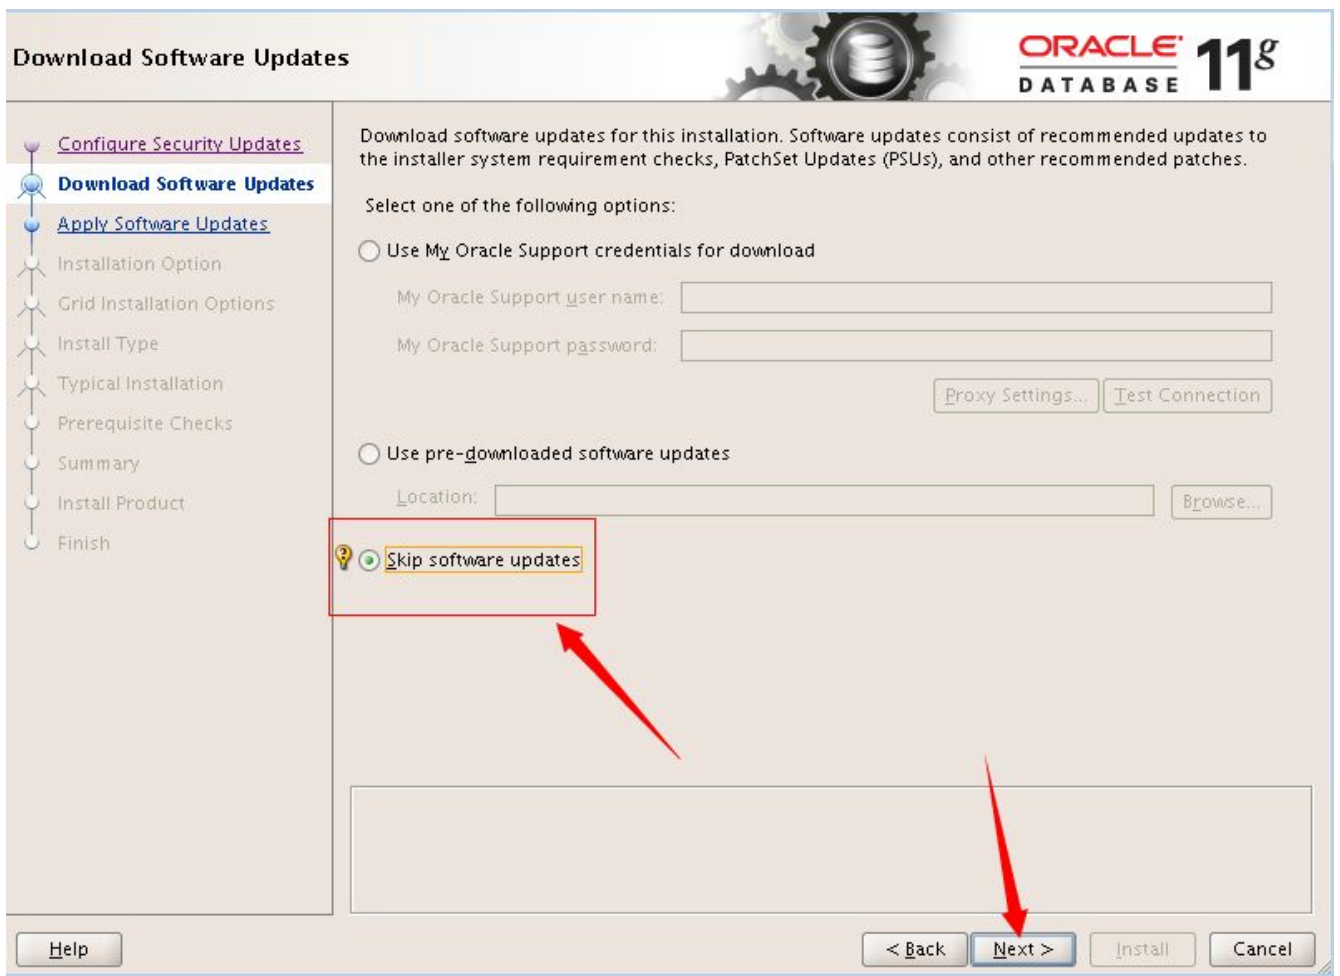 Download Software Updates
ORACLE
DATABASE 11g
Configure Security Updates
Download Software Updates
Apply Software Updates
Installation Option
Grid Installation Options
Install Type
Typical Installation
Prerequisite Checks
Summary
Install Product
Finish
Download software updates for this installation. Software updates consist of recommended updates to
the installer system requirement checks, PatchSet Updates (PSUs), and other recommended patches.
Select one of the following options:
Use My Oracle Support credentials for download
My Oracle Support user name:
My Oracle Support password:
Proxy Settings... Test Connection
Use pre-downloaded software updates
Location: Browse...
Skip software updates
Help < Back Next > Install Cancel